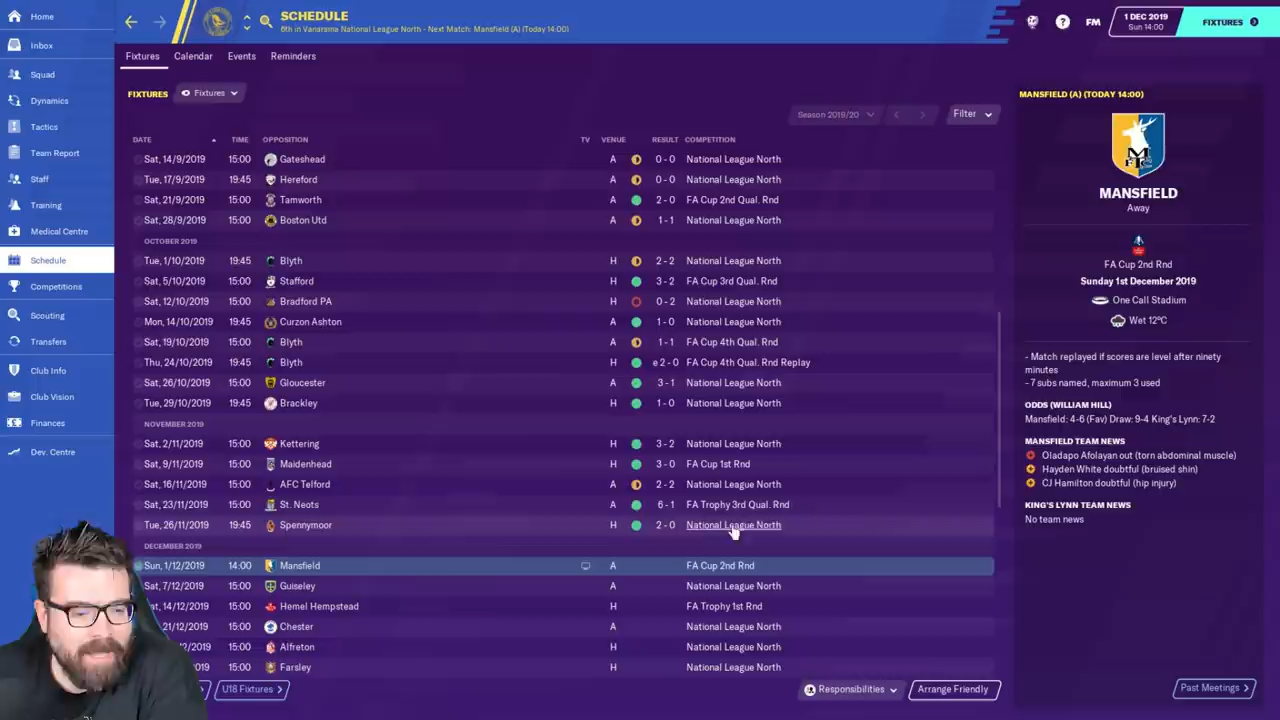 Home
Inbox
Squad
Dynamics
Tactics
Team Report
Staff
Training
Medical Centre
Schedule
Competitions
Scouting
Transfers
Club Info
Club Vision
Finances
Dev. Centre
SCHEDULE
6th in Vanarama National League North - Next Match: Mansfield (A) (Today 14:00)
FM
1 DEC 2019
Sun 14:00
FIXTURES
Fixtures Calendar Events Reminders
FIXTURES Fixtures
Season 2019/20 Filter
DATE TIME OPPOSITION TV VENUE RESULT COMPETITION
Sat, 14/9/2019 15:00 Gateshead A 0 - 0 National League North
Tue, 17/9/2019 19:45 Hereford A 0 - 0 National League North
Sat, 21/9/2019 15:00 Tamworth A 2 - 0 FA Cup 2nd Qual. Rnd
Sat, 28/9/2019 15:00 Boston Utd A 1 - 1 National League North
OCTOBER 2019
Tue, 1/10/2019 19:45 Blyth H 2 - 2 National League North
Sat, 5/10/2019 15:00 Stafford H 3 - 2 FA Cup 3rd Qual. Rnd
Sat, 12/10/2019 15:00 Bradford PA H 0 - 2 National League North
Mon, 14/10/2019 19:45 Curzon Ashton H 1 - 0 National League North
Sat, 19/10/2019 15:00 Blyth A 1 - 1 FA Cup 4th Qual. Rnd
Thu, 24/10/2019 19:45 Blyth H e 2 - 0 FA Cup 4th Qual. Rnd Replay
Sat, 26/10/2019 15:00 Gloucester A 3 - 1 National League North
Tue, 29/10/2019 19:45 Brackley H 1 - 0 National League North
NOVEMBER 2019
Sat, 2/11/2019 15:00 Kettering H 3 - 2 National League North
Sat, 9/11/2019 15:00 Maidenhead H 3 - 0 FA Cup 1st Rnd
Sat, 16/11/2019 15:00 AFC Telford A 2 - 2 National League North
Sat, 23/11/2019 15:00 St. Neots A 6 - 1 FA Trophy 3rd Qual. Rnd
Tue, 26/11/2019 19:45 Spennymoor H 2 - 0 National League North
DECEMBER 2019
Sun, 1/12/2019 14:00 Mansfield A FA Cup 2nd Rnd
Sat, 7/12/2019 15:00 Guiseley A National League North
Sat, 14/12/2019 15:00 Hemel Hempstead H FA Trophy 1st Rnd
21/12/2019 15:00 Chester A National League North
12/2019 15:00 Alfreton H National League North
15:00 Farsley H National League North
U18 Fixtures
Responsibilities
Arrange Friendly
MANSFIELD (A) (TODAY 14:00)
MANSFIELD
Away
FA Cup 2nd Rnd
Sunday 1st December 2019
One Call Stadium
Wet 12ºC
- Match replayed if scores are level after ninety
minutes
- 7 subs named, maximum 3 used
ODDS (WILLIAM HILL)
Mansfield: 4-6 (Fav) Draw: 9-4 King's Lynn: 7-2
MANSFIELD TEAM NEWS
Oladapo Afolayan out (torn abdominal muscle)
Hayden White doubtful (bruised shin)
CJ Hamilton doubtful (hip injury)
KING'S LYNN TEAM NEWS
No team news
Past Meetings